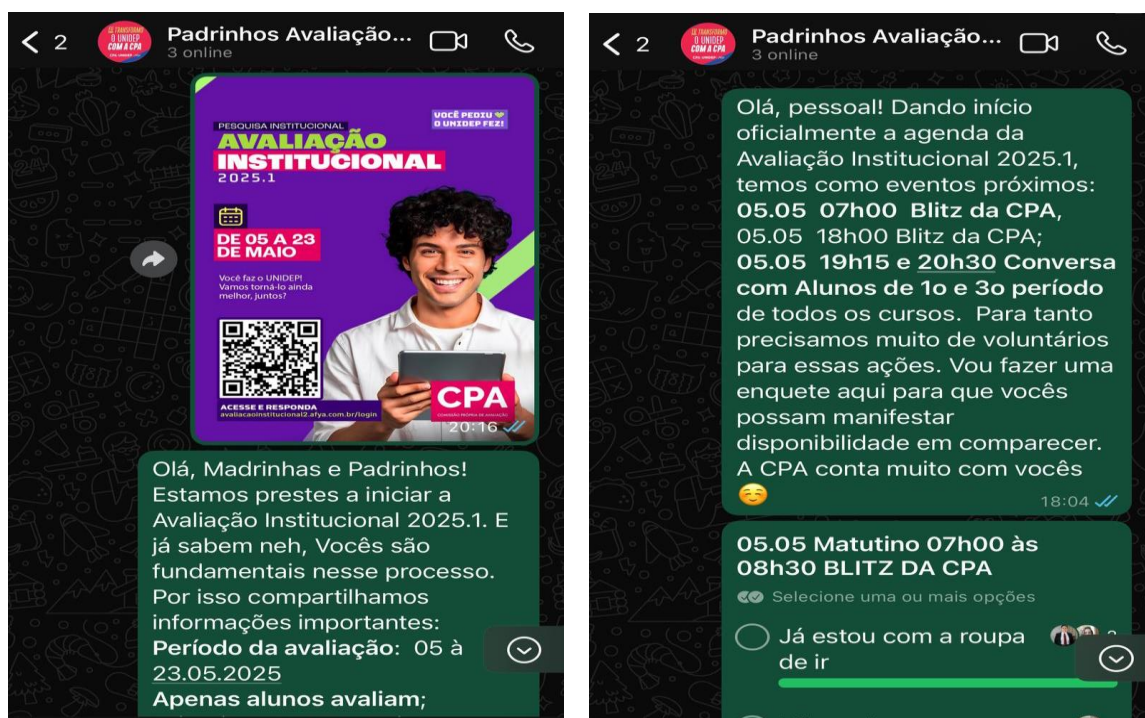 2
Padrinhos Avaliação...
3 online
PESQUISA INSTITUCIONAL
AVALIAÇÃO
INSTITUCIONAL
2025.1
VOCÊ PEDIU
O UNIDEP FEZ!
DE 05 A 23
DE MAIO
Você faz o UNIDEP!
Vamos torná-lo ainda
melhor, juntos?
ACESSE E RESPONDA
avaliacaoinstitucional2.afya.com.br/login
CPA
COMISSÃO PRÓPRIA DE AVALIAÇÃO
20:16
Olá, Madrinhas e Padrinhos!
Estamos prestes a iniciar a
Avaliação Institucional 2025.1. E
já sabem neh, Vocês são
fundamentais nesse processo.
Por isso compartilhamos
informações importantes:
Período da avaliação: 05 à
23.05.2025
Apenas alunos avaliam;
2
Padrinhos Avaliação...
3 online
Olá, pessoal! Dando início
oficialmente a agenda da
Avaliação Institucional 2025.1,
temos como eventos próximos:
05.05 07h00 Blitz da CPA,
05.05 18h00 Blitz da CPA;
05.05 19h15 e 20h30 Conversa
com Alunos de 1o e 3o período
de todos os cursos. Para tanto
precisamos muito de voluntários
para essas ações. Vou fazer uma
enquete aqui para que vocês
possam manifestar
disponibilidade em comparecer.
A CPA conta muito com vocês
☺️
18:04
05.05 Matutino 07h00 às
08h30 BLITZ DA CPA
Selecione uma ou mais opções
Já estou com a roupa
de ir